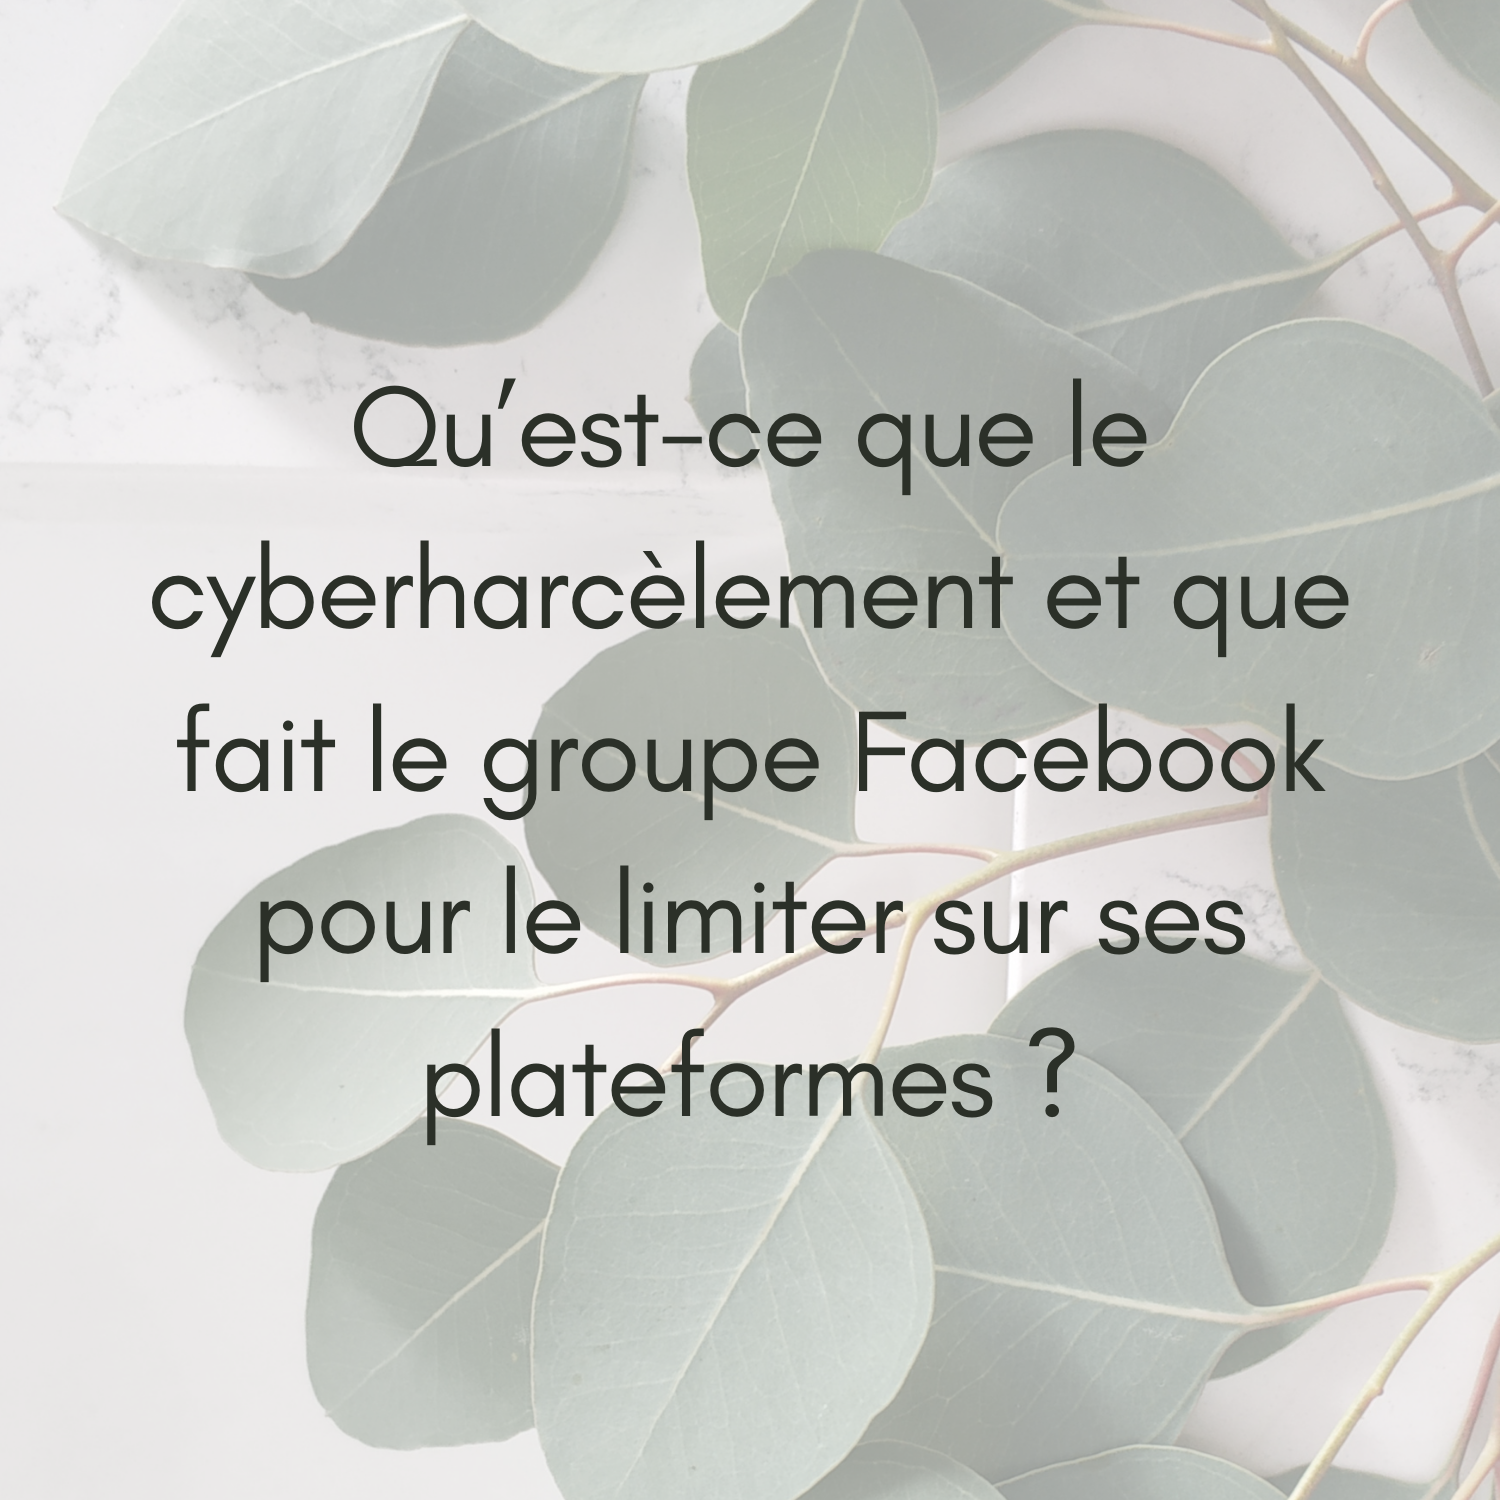 Qu’est-ce que le
cyberharcèlement et que
fait le groupe Facebook
pour le limiter sur ses
plateformes ?